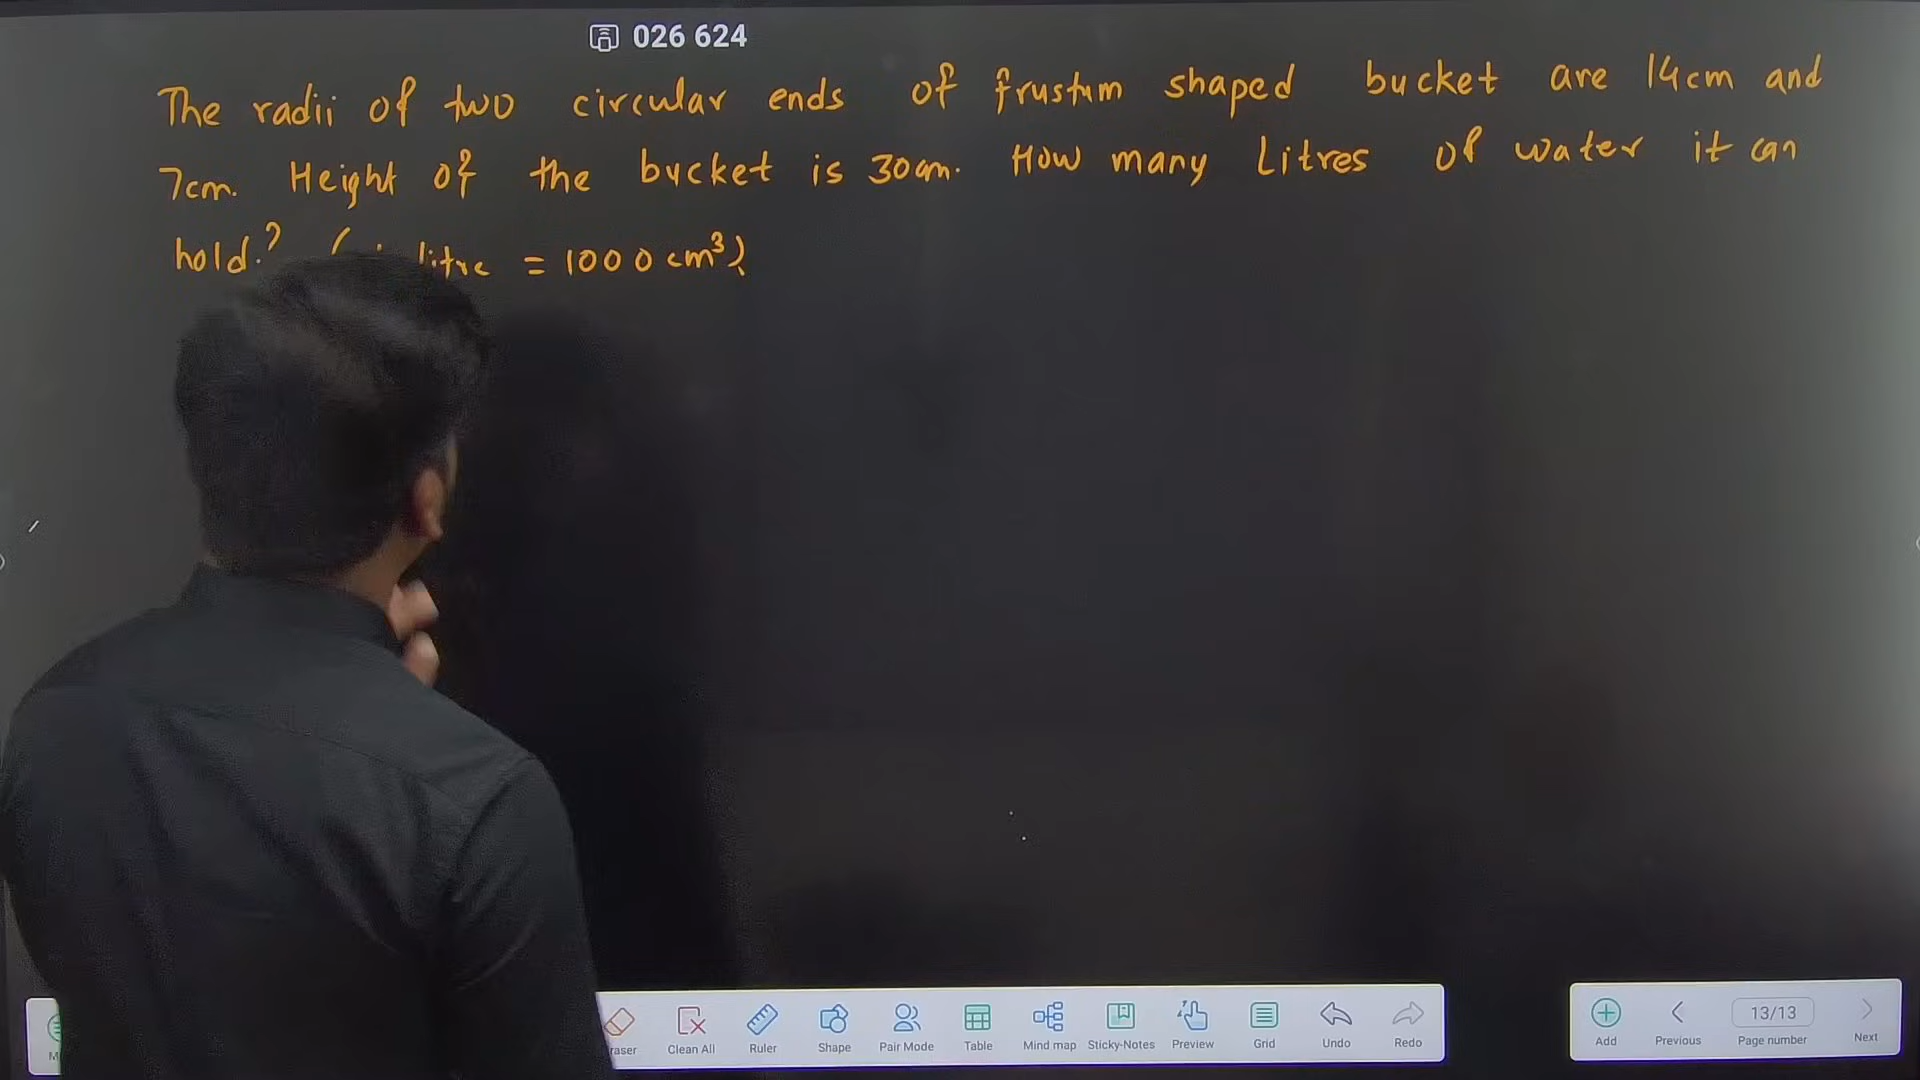 026 624
The radii of two circular ends of frustum shaped bucket are 14cm and
7cm. Height of the bucket is 30cm. How many Litres of water it can
hold? ( litre = 1000 cm³)
Clean All
Ruler
Shape
Pair Mode
Table
Mind map
Sticky-Notes
Preview
Grid
Undo
Redo
Add
Previous
13/13
Page number
Next